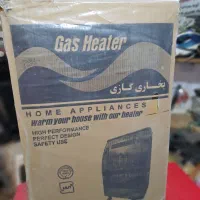 Gas Heater
بخاری گازی
HOME APPLIANCES
Warm your house with our heater
HIGH PERFORMANCE
PERFECT DESIGN
SAFETY USE